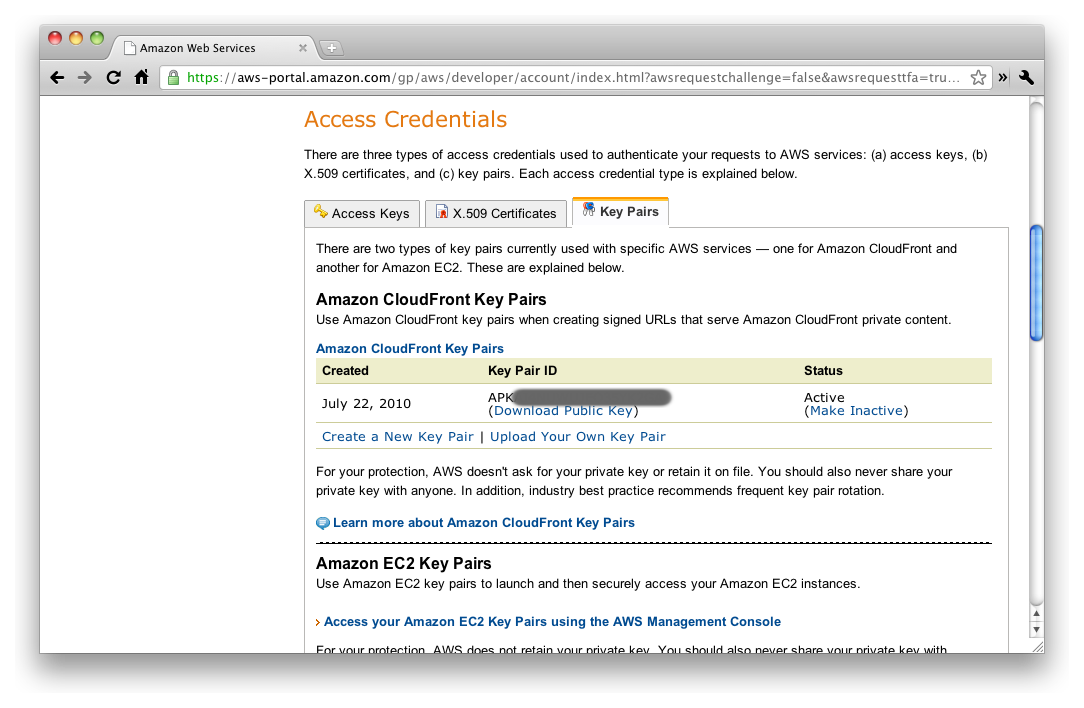 Amazon Web Services
https://aws-portal.amazon.com/gp/aws/developer/account/index.html?awsrequestchallenge=false&awsrequesttfa=tru...
Access Credentials
There are three types of access credentials used to authenticate your requests to AWS services: (a) access keys, (b)
X.509 certificates, and (c) key pairs. Each access credential type is explained below.
Access Keys X.509 Certificates Key Pairs
There are two types of key pairs currently used with specific AWS services — one for Amazon CloudFront and
another for Amazon EC2. These are explained below.
Amazon CloudFront Key Pairs
Use Amazon CloudFront key pairs when creating signed URLs that serve Amazon CloudFront private content.
Amazon CloudFront Key Pairs
Created Key Pair ID Status
July 22, 2010 APK Active
(Download Public Key) (Make Inactive)
Create a New Key Pair | Upload Your Own Key Pair
For your protection, AWS doesn't ask for your private key or retain it on file. You should also never share your
private key with anyone. In addition, industry best practice recommends frequent key pair rotation.
Learn more about Amazon CloudFront Key Pairs
Amazon EC2 Key Pairs
Use Amazon EC2 key pairs to launch and then securely access your Amazon EC2 instances.
Access your Amazon EC2 Key Pairs using the AWS Management Console
For your protection, AWS does not retain your private key. You should also never share your private key with